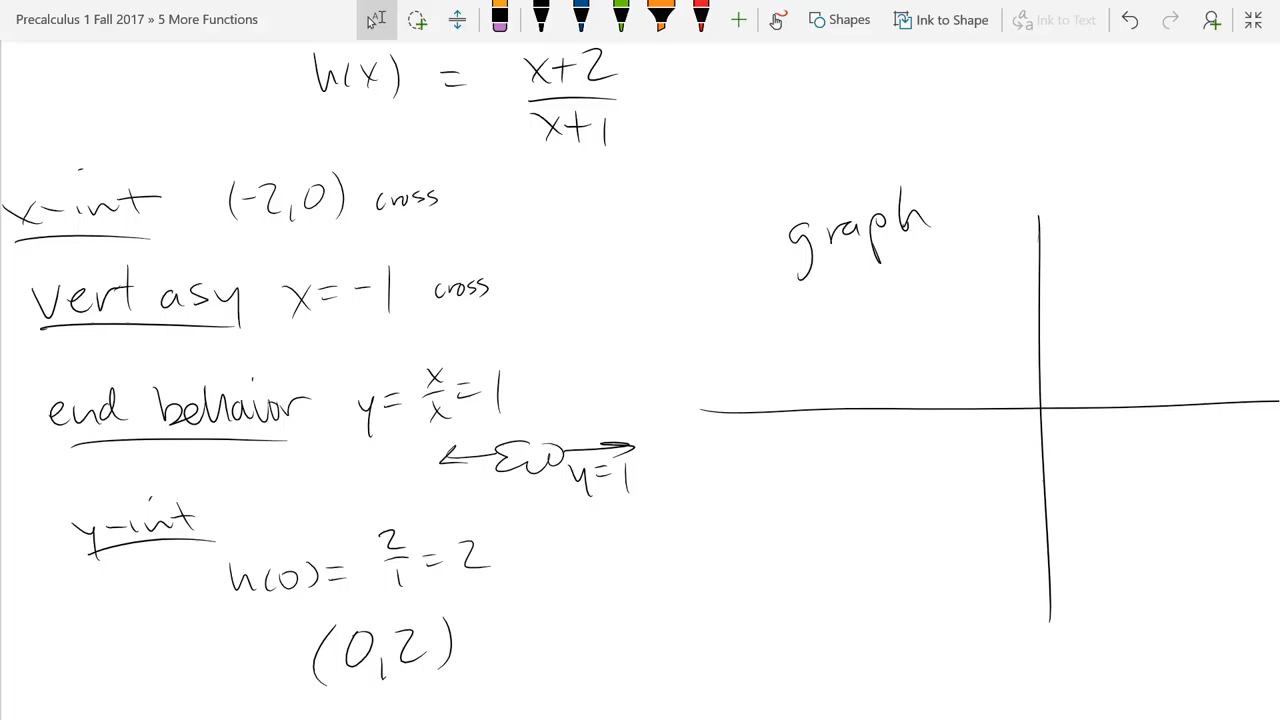 Precalculus 1 Fall 2017 » 5 More Functions
Shapes
Ink to Shape
Ink to Text
h(x) = x+2 / x+1
x-int (-2,0) cross
graph
vert asy x=-1 cross
end behavior y= x/x =1
y=1
y-int
h(0)= 2/1 = 2
(0,2)